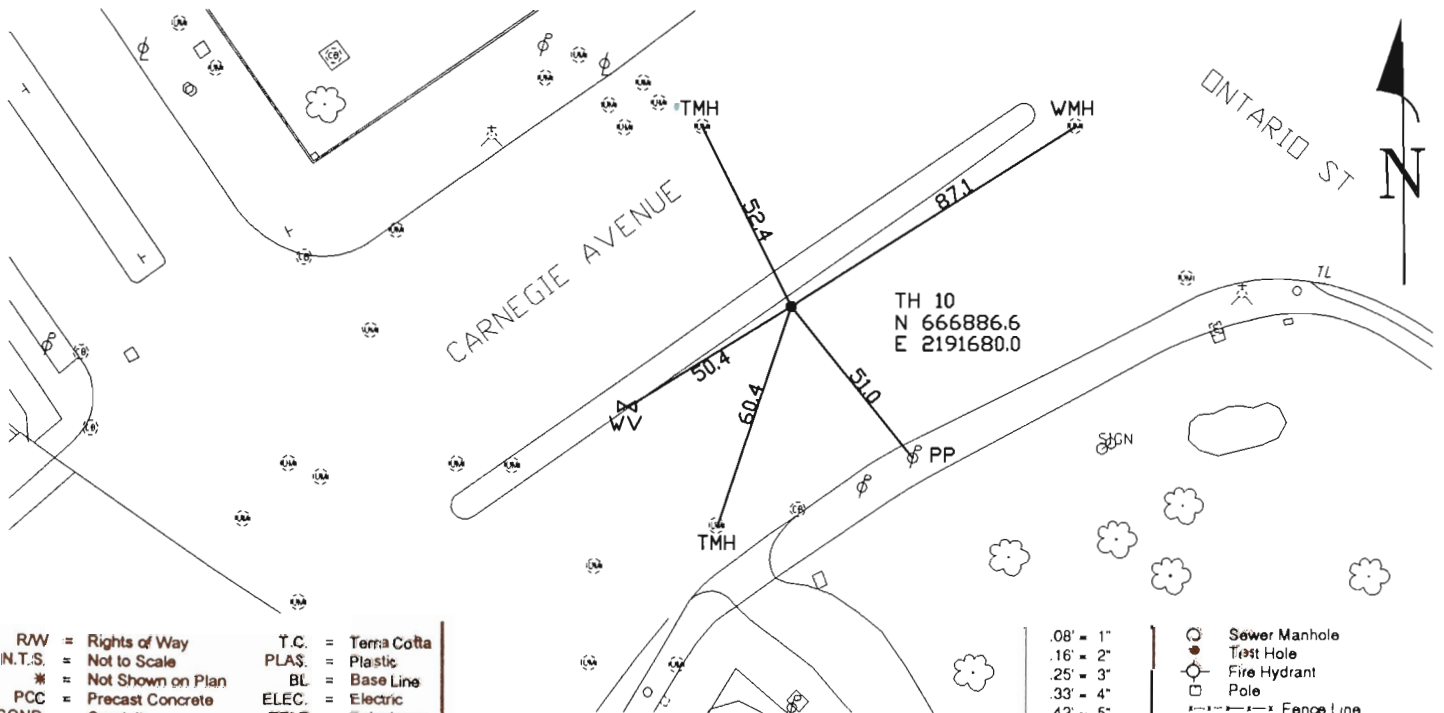 TMH
WMH
ONTARIO ST
N
52.4
87.1
CARNEGIE AVENUE
TH 10
N 666886.6
E 2191680.0
TL
50.4
60.4
51.0
WV
PP
SIGN
TMH
R/W = Rights of Way
T.C. = Terra Cotta
N.T.S. = Not to Scale
PLAS. = Plastic
* = Not Shown on Plan
BL = Base Line
PCC = Precast Concrete
ELEC. = Electric
.08' = 1"
.16' = 2"
.25' = 3"
.33' = 4"
Sewer Manhole
Test Hole
Fire Hydrant
Pole
Fence Line